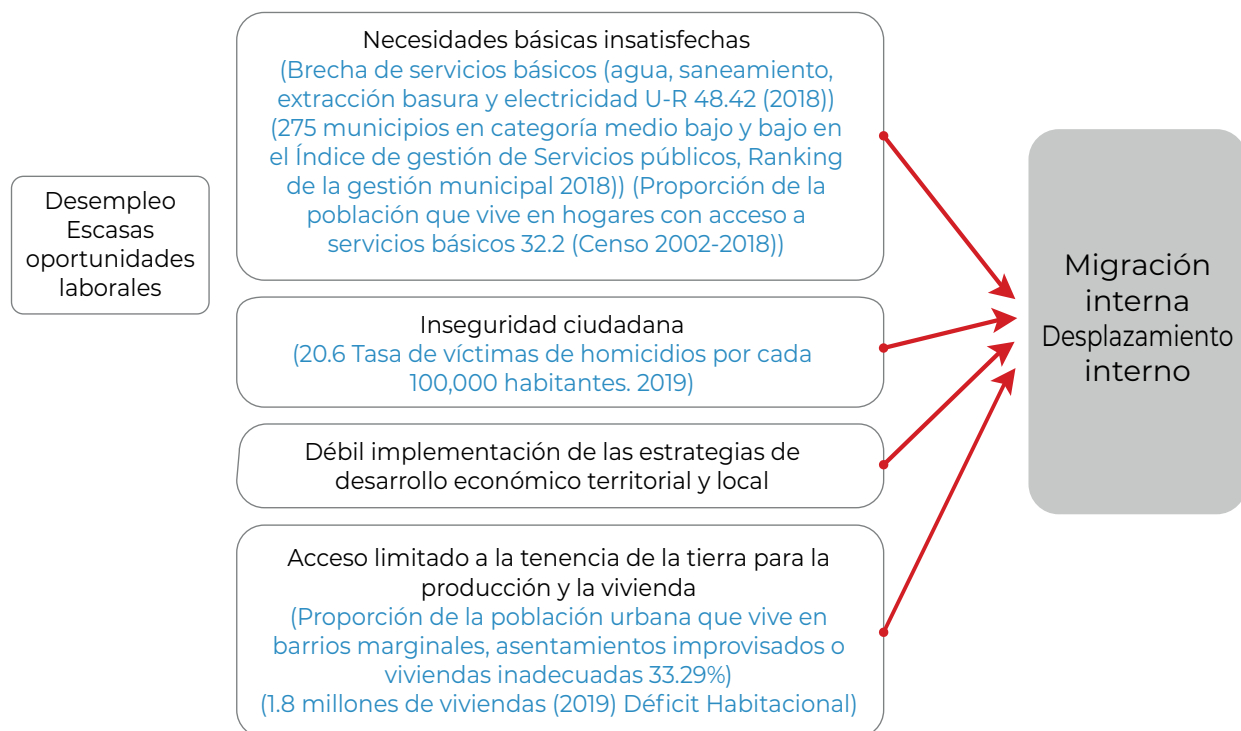 Desempleo
Escasas
oportunidades
laborales
Necesidades básicas insatisfechas
(Brecha de servicios básicos (agua, saneamiento,
extracción basura y electricidad U-R 48.42 (2018))
(275 municipios en categoría medio bajo y bajo en
el Índice de gestión de Servicios públicos, Ranking
de la gestión municipal 2018)) (Proporción de la
población que vive en hogares con acceso a
servicios básicos 32.2 (Censo 2002-2018))
Inseguridad ciudadana
(20.6 Tasa de víctimas de homicidios por cada
100,000 habitantes. 2019)
Débil implementación de las estrategias de
desarrollo económico territorial y local
Acceso limitado a la tenencia de la tierra para la
producción y la vivienda
(Proporción de la población urbana que vive en
barrios marginales, asentamientos improvisados o
viviendas inadecuadas 33.29%)
(1.8 millones de viviendas (2019) Déficit Habitacional)
Migración
interna
Desplazamiento
interno